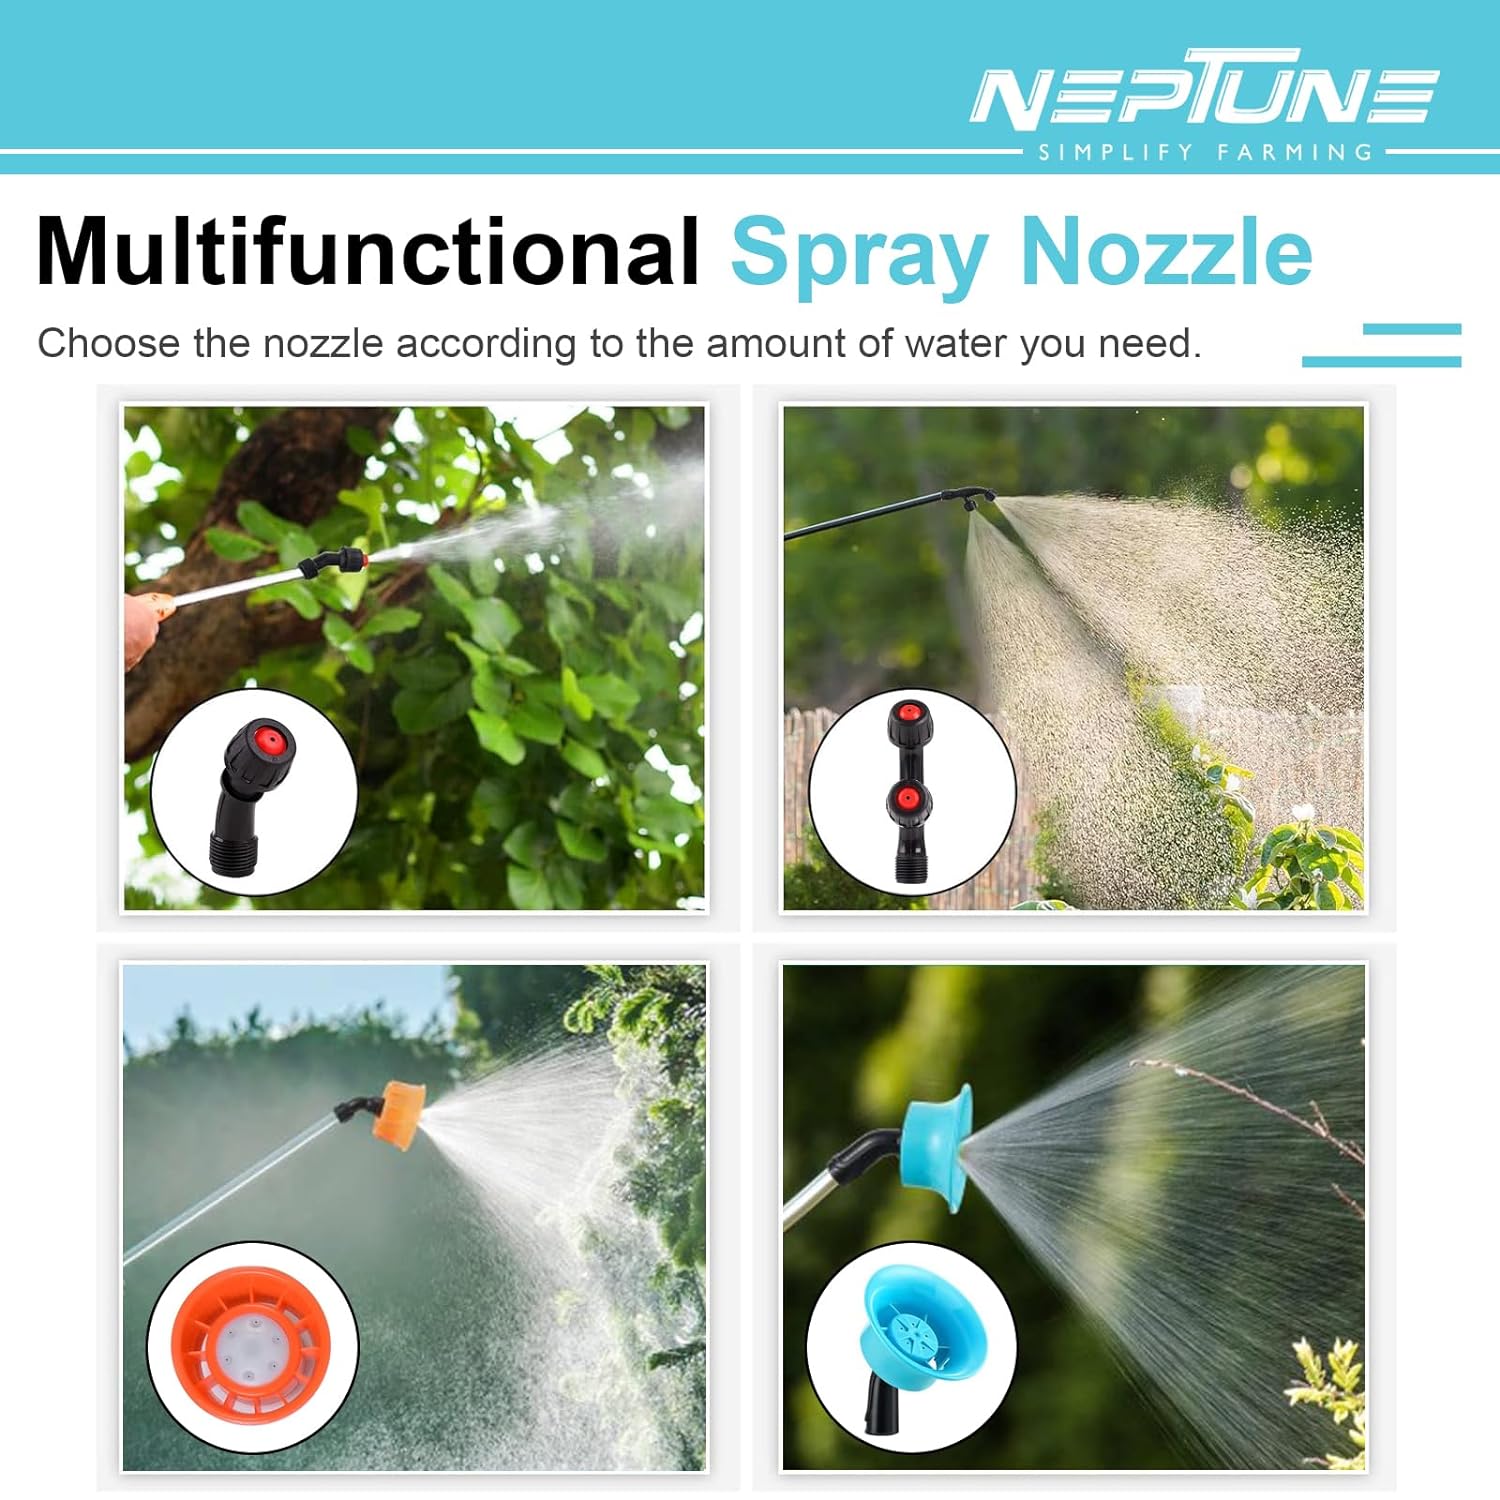 NEPTUNE
SIMPLIFY FARMING
Multifunctional Spray Nozzle
Choose the nozzle according to the amount of water you need.